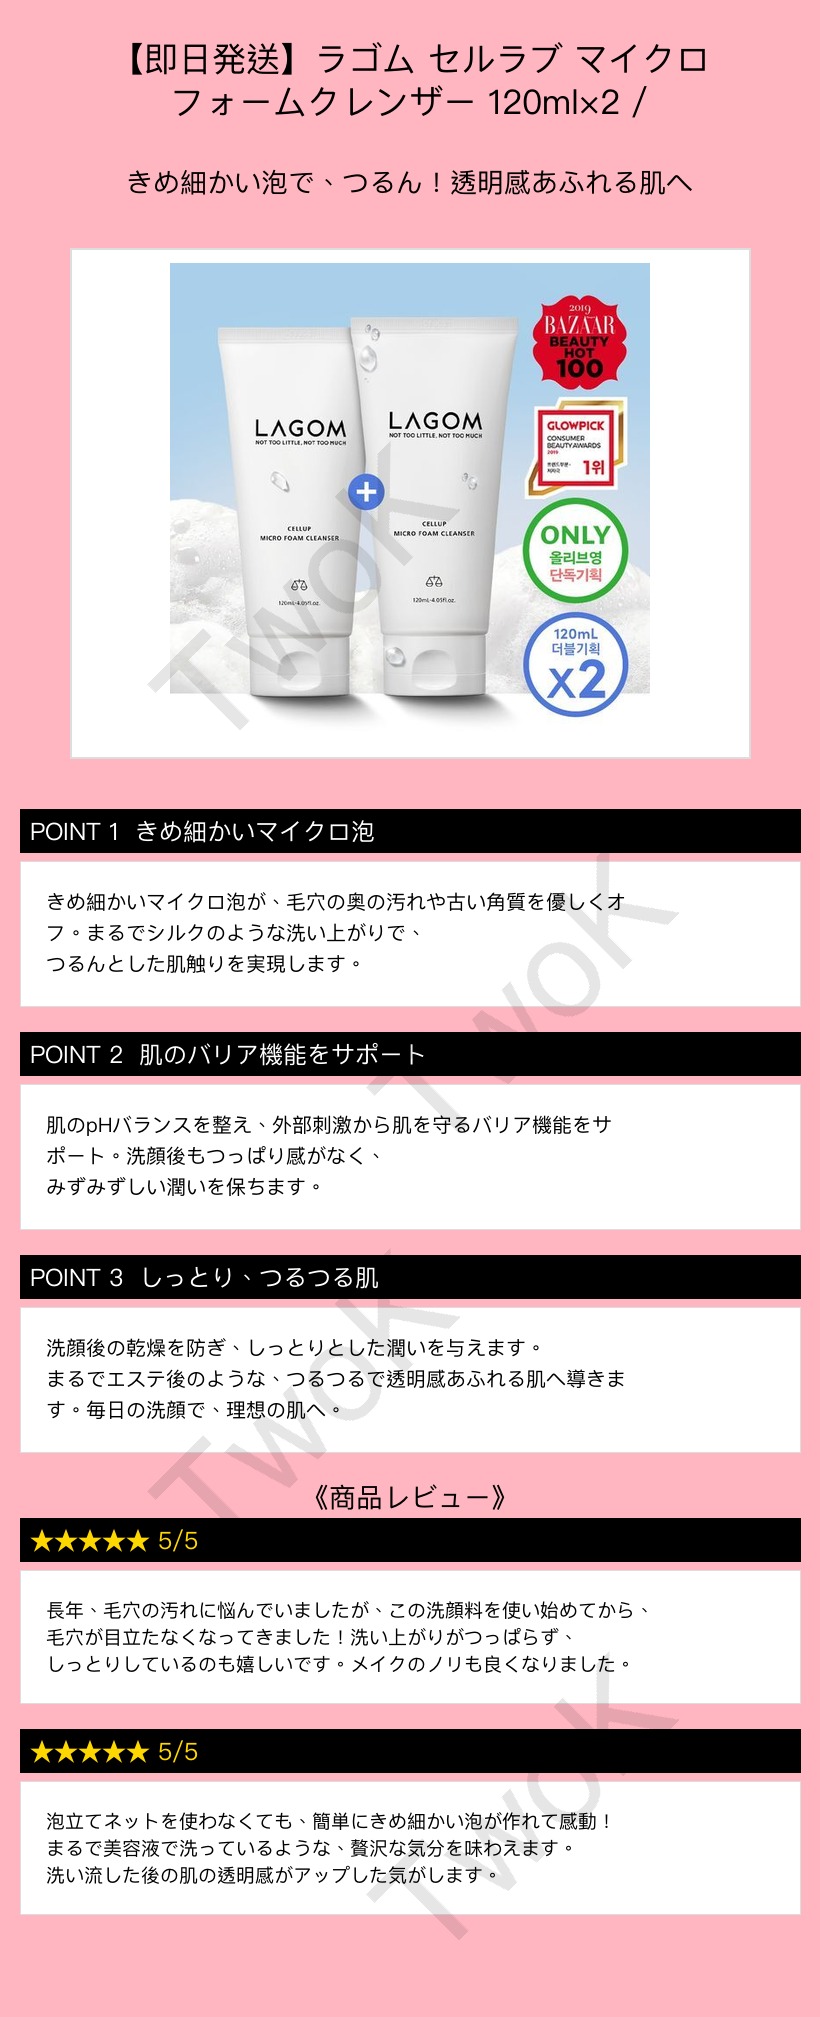 【即日発送】ラゴム セルラブ マイクロ
フォームクレンザー 120ml×2 /
きめ細かい泡で、つるん！透明感あふれる肌へ
2019
BAZAAR
BEAUTY
HOT
100
LAGOM
NOT TOO LITTLE, NOT TOO MUCH
CELLUP
MICRO FOAM CLEANSER
120mL·4.05fl.oz.
+
LAGOM
NOT TOO LITTLE, NOT TOO MUCH
CELLUP
MICRO FOAM CLEANSER
120mL·4.05fl.oz.
GLOWPICK
CONSUMER
BEAUTY AWARDS
2019
1위
ONLY
올리브영
단독기획
120mL
더블기획
x2
TwoK
POINT 1 きめ細かいマイクロ泡
きめ細かいマイクロ泡が、毛穴の奥の汚れや古い角質を優しくオ
フ。まるでシルクのような洗い上がりで、
つるんとした肌触りを実現します。
TwoK
POINT 2 肌のバリア機能をサポート
肌のpHバランスを整え、外部刺激から肌を守るバリア機能をサ
ポート。洗顔後もつっぱり感がなく、
みずみずしい潤いを保ちます。
POINT 3 しっとり、つるつる肌
洗顔後の乾燥を防ぎ、しっとりとした潤いを与えます。
まるでエステ後のような、つるつるで透明感あふれる肌へ導きま
す。毎日の洗顔で、理想の肌へ。
TwoK
《商品レビュー》
★★★★★ 5/5
長年、毛穴の汚れに悩んでいましたが、この洗顔料を使い始めてから、
毛穴が目立たなくなってきました！洗い上がりがつっぱらず、
しっとりしているのも嬉しいです。メイクのノリも良くなりました。
★★★★★ 5/5
泡立てネットを使わなくても、簡単にきめ細かい泡が作れて感動！
まるで美容液で洗っているような、贅沢な気分を味わえます。
洗い流した後の肌の透明感がアップした気がします。
TwoK